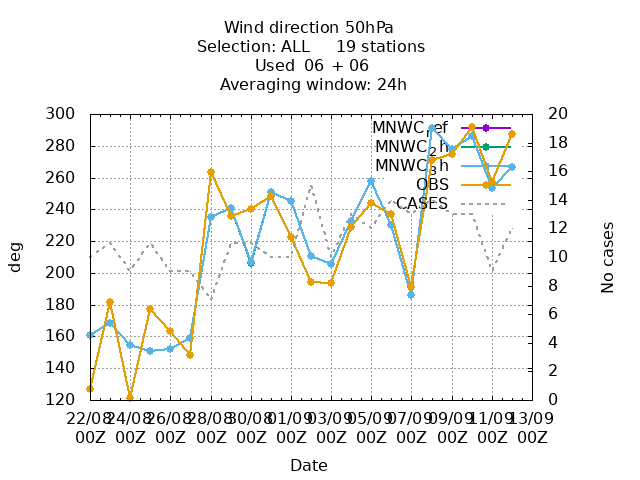 Wind direction 50hPa
Selection: ALL 19 stations
Used 06 + 06
Averaging window: 24h
300
280
260
240
220
200
180
160
140
120
deg
20
18
16
14
12
10
8
6
4
2
0
No cases
MNWC_ref
MNWC_2h
MNWC_3h
OBS
CASES
22/08 24/08 26/08 28/08 30/08 01/09 03/09 05/09 07/09 09/09 11/09 13/09
00Z 00Z 00Z 00Z 00Z 00Z 00Z 00Z 00Z 00Z 00Z 00Z
Date